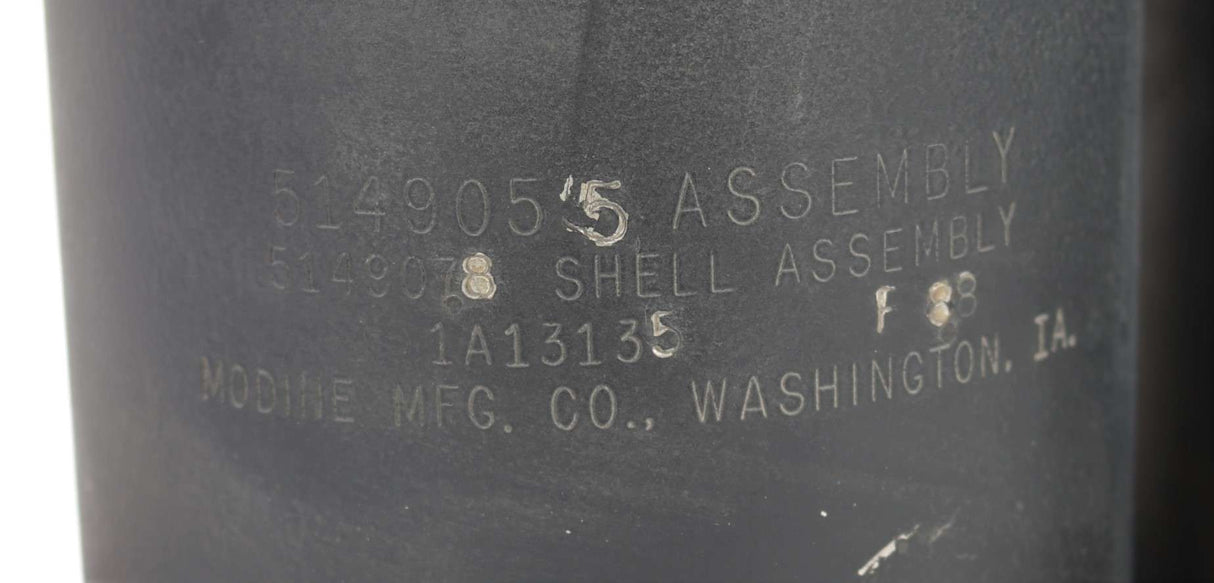 5149055 ASSEMBLY
5149078 SHELL ASSEMBLY
1A13135 F 88
MODINE MFG. CO., WASHINGTON, IA.